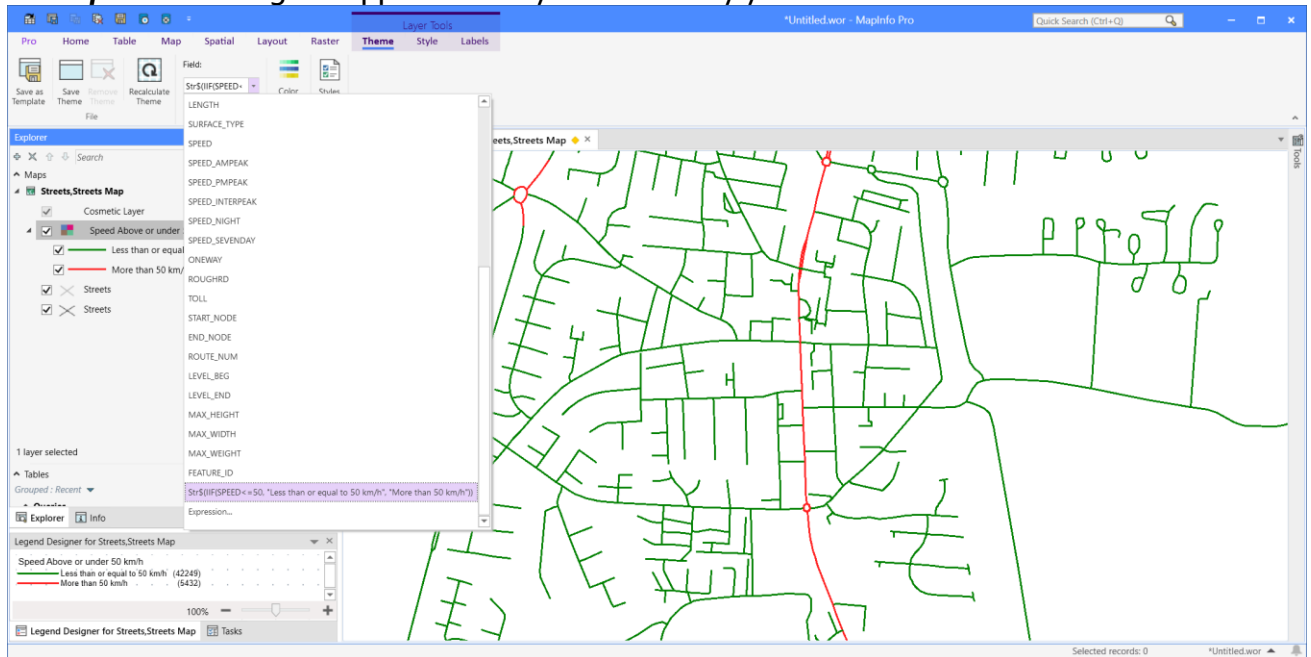 *Untitled.wor - MapInfo Pro
Quick Search (Ctrl+Q)
Layer Tools
Pro Home Table Map Spatial Layout Raster Theme Style Labels
Save as Template
Save Theme
Remove Theme
Recalculate Theme
Field:
Str$(IIF(SPEED<
Color
Styles
File
LENGTH
SURFACE_TYPE
SPEED
SPEED_AMPEAK
SPEED_PMPEAK
SPEED_INTERPEAK
SPEED_NIGHT
SPEED_SEVENDAY
ONEWAY
ROUGHRD
TOLL
START_NODE
END_NODE
ROUTE_NUM
LEVEL_BEG
LEVEL_END
MAX_HEIGHT
MAX_WIDTH
MAX_WEIGHT
FEATURE_ID
Str$(IIF(SPEED<=50, "Less than or equal to 50 km/h", "More than 50 km/h"))
Expression...
Explorer
Search
Maps
Streets,Streets Map
Cosmetic Layer
Speed Above or under
Less than or equal
More than 50 km/
Streets
Streets
1 layer selected
Tables
Grouped : Recent
Explorer Info
eets,Streets Map
Tools
Legend Designer for Streets,Streets Map
Speed Above or under 50 km/h
Less than or equal to 50 km/h (42249)
More than 50 km/h (5432)
100%
Legend Designer for Streets,Streets Map Tasks
Selected records: 0
*Untitled.wor